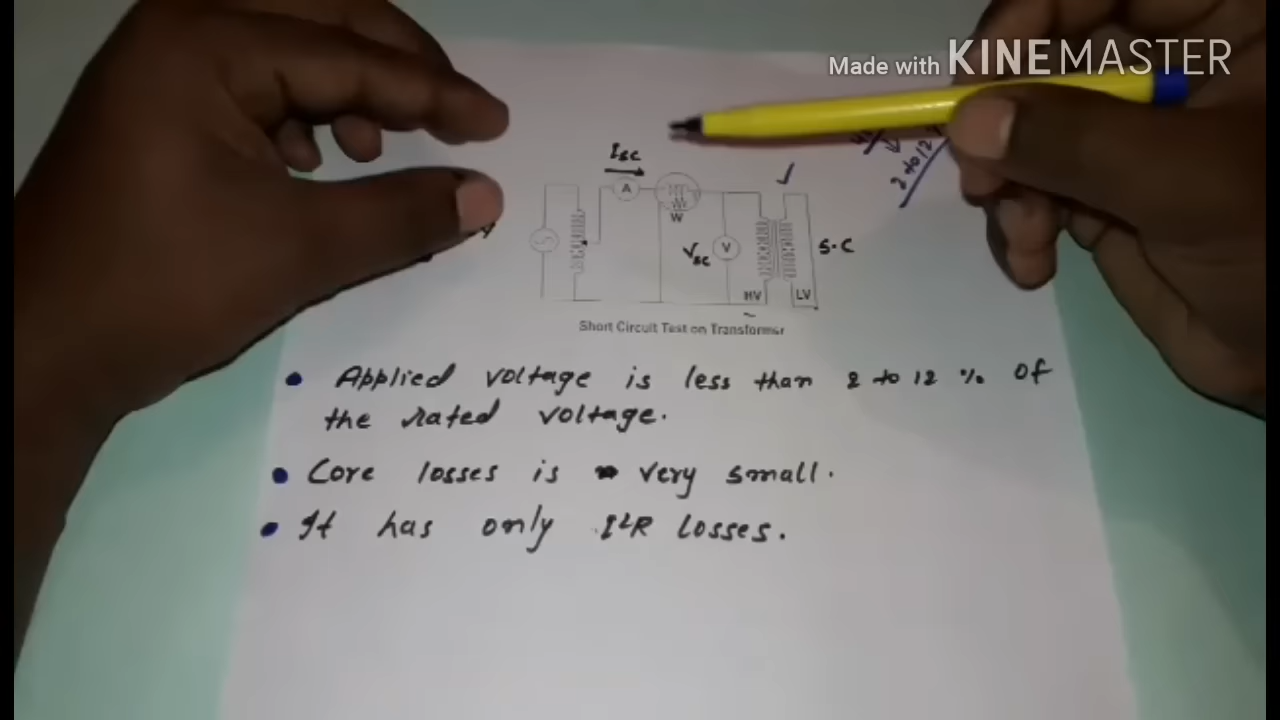 Made with KINEMASTER
2 to 12 %
Isc
A
W
Vsc V S.C
HV LV
Short Circuit Test on Transformer
• Applied voltage is less than 2 to 12 % of
the rated voltage.
• Core losses is very small.
• It has only I²R losses.